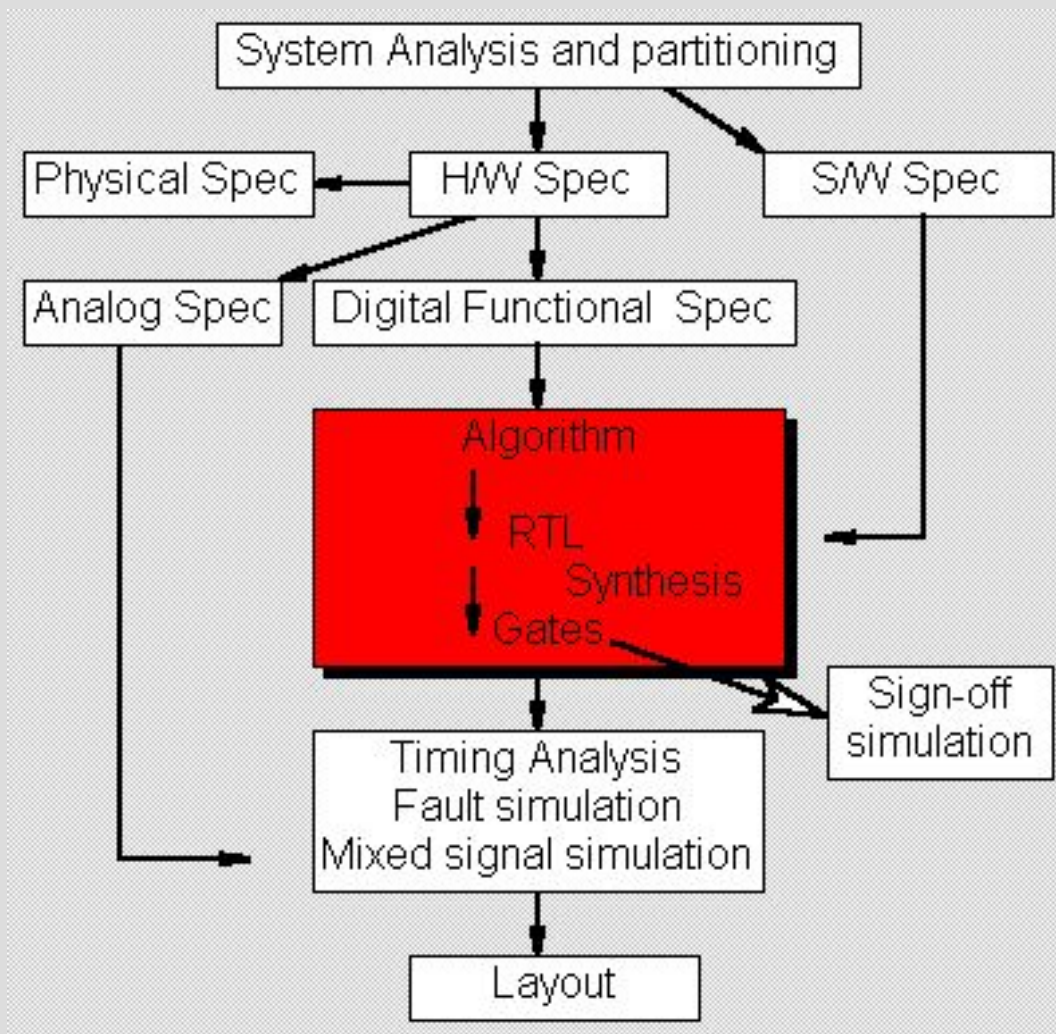 System Analysis and partitioning
Physical Spec
H/W Spec
S/W Spec
Analog Spec
Digital Functional Spec
Algorithm
RTL
Synthesis
Gates
Sign-off
simulation
Timing Analysis
Fault simulation
Mixed signal simulation
Layout